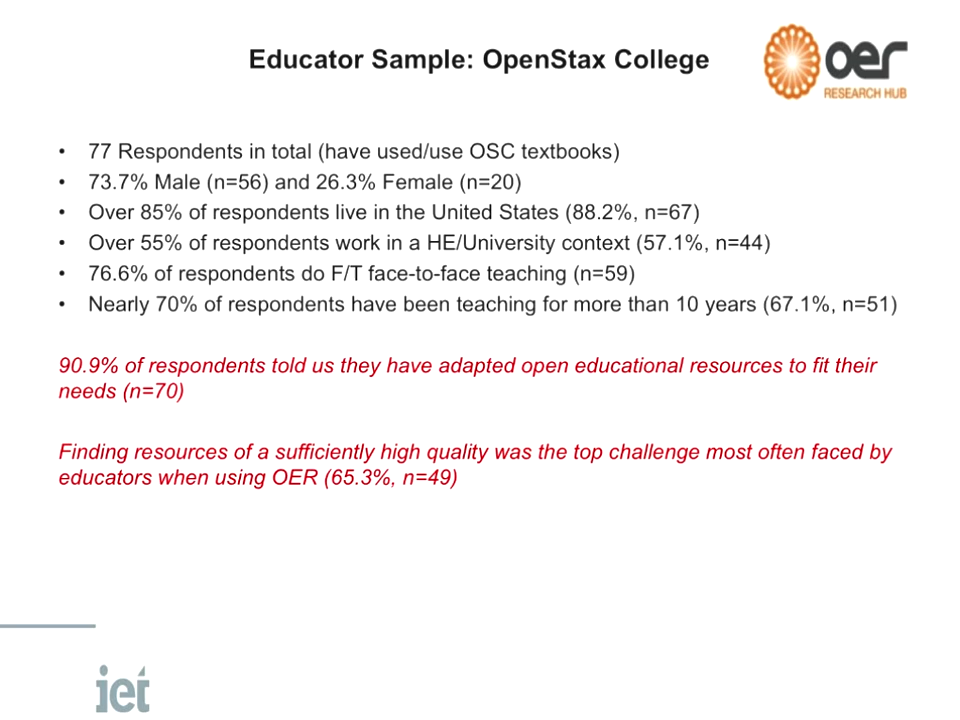 Educator Sample: OpenStax College
oer
RESEARCH HUB
• 77 Respondents in total (have used/use OSC textbooks)
• 73.7% Male (n=56) and 26.3% Female (n=20)
• Over 85% of respondents live in the United States (88.2%, n=67)
• Over 55% of respondents work in a HE/University context (57.1%, n=44)
• 76.6% of respondents do F/T face-to-face teaching (n=59)
• Nearly 70% of respondents have been teaching for more than 10 years (67.1%, n=51)
90.9% of respondents told us they have adapted open educational resources to fit their
needs (n=70)
Finding resources of a sufficiently high quality was the top challenge most often faced by
educators when using OER (65.3%, n=49)
iet